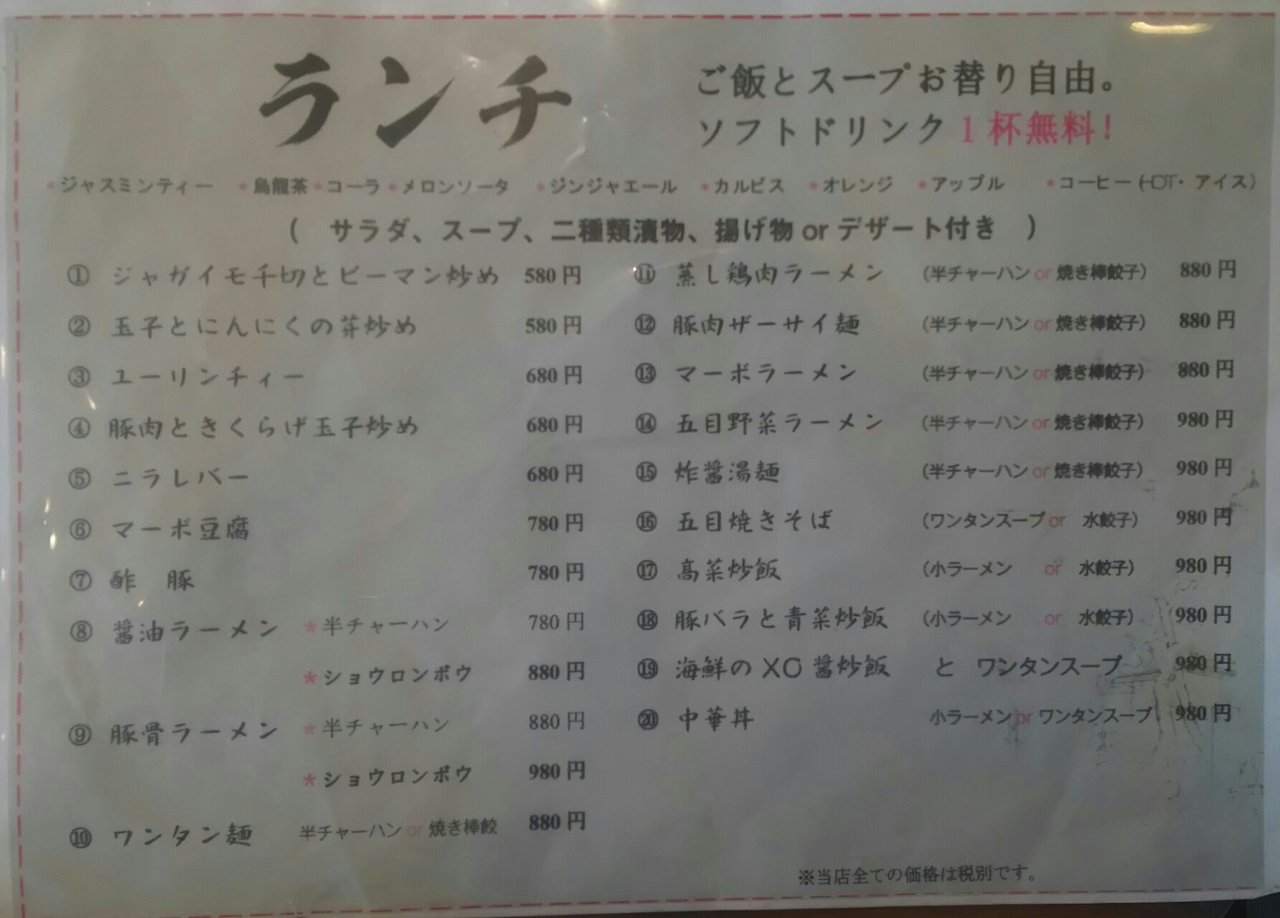 ランチ
ご飯とスープお替り自由。
ソフトドリンク1杯無料!
*ジャスミンティー *烏龍茶*コーラ*メロンソータ *ジンジャエール *カルピス *オレンジ *アップル *コーヒー(HOT・アイス)
( サラダ、スープ、二種類漬物、揚げ物orデザート付き )
① ジャガイモ千切とピーマン炒め 580円
② 玉子とにんにくの芽炒め 580円
③ ユーリンチィー 680円
④ 豚肉ときくらげ玉子炒め 680円
⑤ ニラレバー 680円
⑥ マーボ豆腐 780円
⑦ 酢 豚 780円
⑧ 醤油ラーメン *半チャーハン 780円
*ショウロンポウ 880円
⑨ 豚骨ラーメン *半チャーハン 880円
*ショウロンポウ 980円
⑩ ワンタン麺 半チャーハンor焼き棒餃 880円
⑪ 蒸し鶏肉ラーメン (半チャーハンor焼き棒餃子) 880円
⑫ 豚肉ザーサイ麺 (半チャーハンor焼き棒餃子) 880円
⑬ マーボラーメン (半チャーハンor焼き棒餃子) 880円
⑭ 五目野菜ラーメン (半チャーハンor焼き棒餃子) 980円
⑮ 炸醤湯麺 (半チャーハンor焼き棒餃子) 980円
⑯ 五目焼きそば (ワンタンスープor 水餃子) 980円
⑰ 高菜炒飯 (小ラーメン or 水餃子) 980円
⑱ 豚バラと青菜炒飯 (小ラーメン or 水餃子) 980円
⑲ 海鮮のXO醤炒飯 と ワンタンスープ 980円
⑳ 中華丼 小ラーメンorワンタンスープ 980円
※当店全ての価格は税別です。